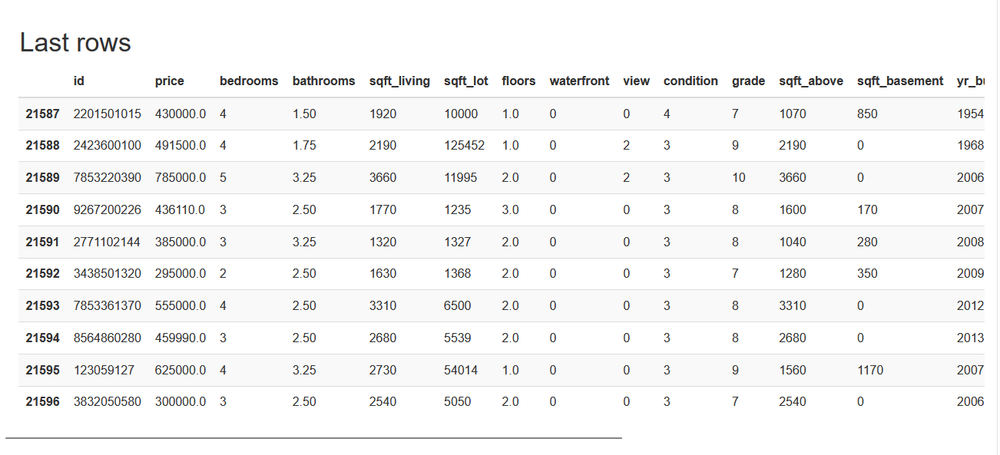 Last rows
id price bedrooms bathrooms sqft_living sqft_lot floors waterfront view condition grade sqft_above sqft_basement
21587 2201501015 430000.0 4 1.50 1920 10000 1.0 0 0 4 7 1070 850 1954
21588 2423600100 491500.0 4 1.75 2190 125452 1.0 0 2 3 9 2190 0 1968
21589 7853220390 785000.0 5 3.25 3660 11995 2.0 0 2 3 10 3660 0 2006
21590 9267200226 436110.0 3 2.50 1770 1235 3.0 0 0 3 8 1600 170 2007
21591 2771102144 385000.0 3 3.25 1320 1327 2.0 0 0 3 8 1040 280 2008
21592 3438501320 295000.0 2 2.50 1630 1368 2.0 0 0 3 7 1280 350 2009
21593 7853361370 555000.0 4 2.50 3310 6500 2.0 0 0 3 8 3310 0 2012
21594 8564860280 459990.0 3 2.50 2680 5539 2.0 0 0 3 8 2680 0 2013
21595 123059127 625000.0 4 3.25 2730 54014 1.0 0 0 3 9 1560 1170 2007
21596 3832050580 300000.0 3 2.50 2540 5050 2.0 0 0 3 7 2540 0 2006